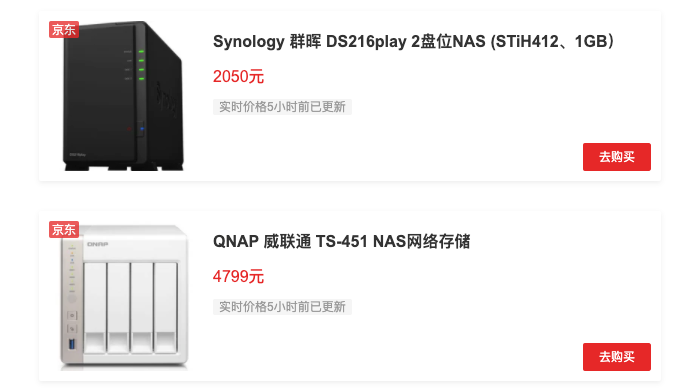 京东
Synology 群晖 DS216play 2盘位NAS (STiH412、1GB）
2050元
实时价格5小时前已更新
去购买
京东
QNAP
QNAP 威联通 TS-451 NAS网络存储
4799元
实时价格5小时前已更新
去购买